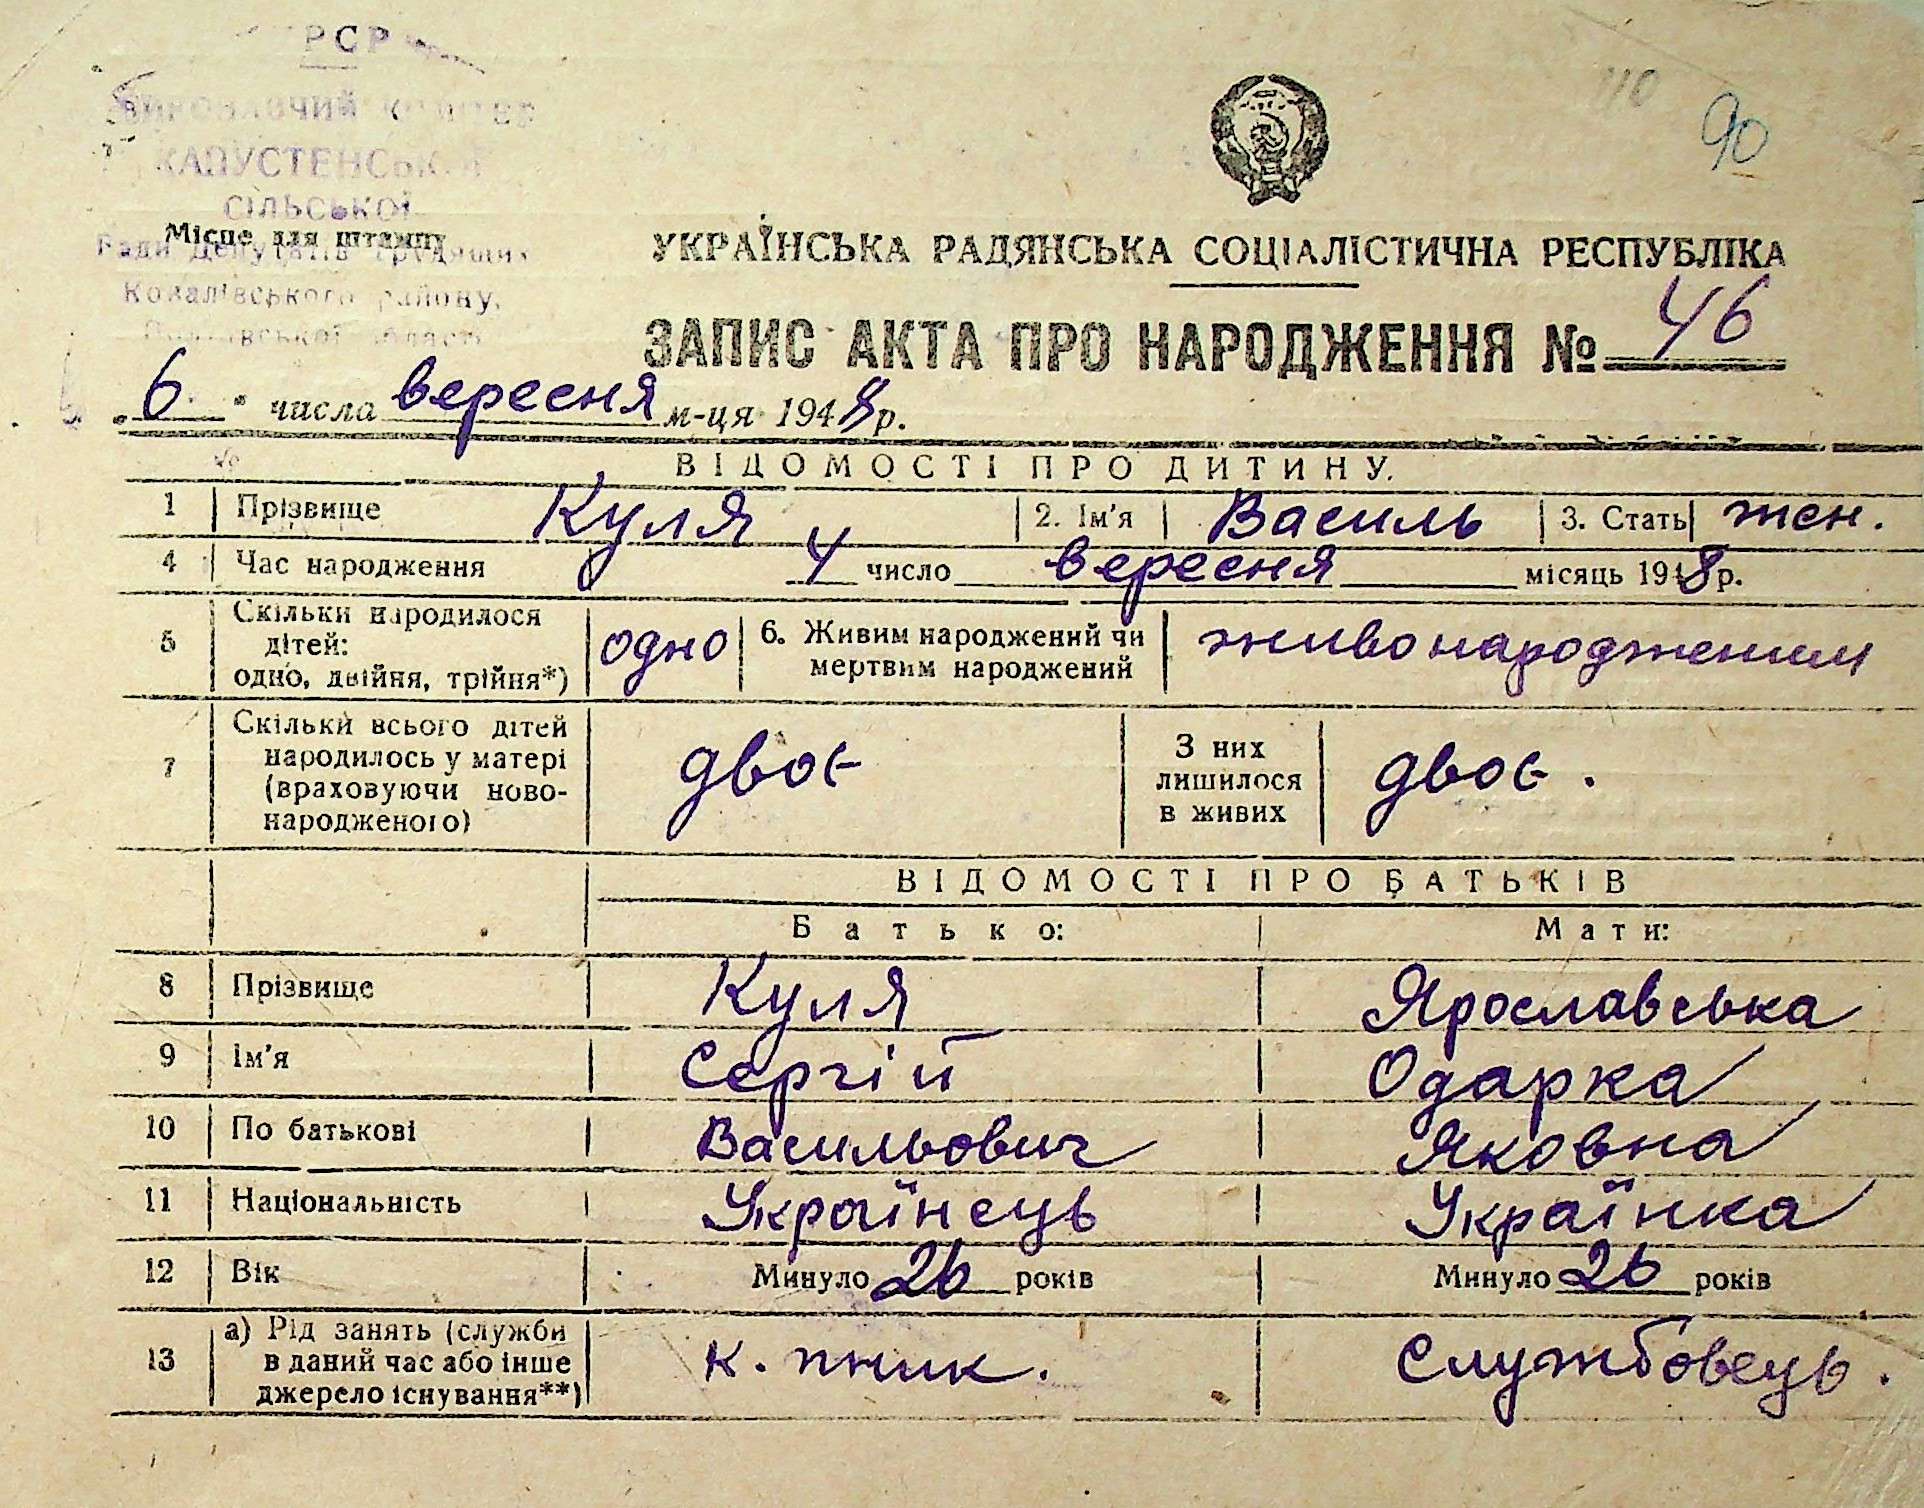 РСР
ВИКОНАВЧИЙ КОМІТЕТ
КАПУСТЕНСЬКОЇ
СІЛЬСЬКОЇ
Місце для штампу
Ради депутатів трудящих
Ковалівського району,
Полтавської області
90
УКРАЇНСЬКА РАДЯНСЬКА СОЦІАЛІСТИЧНА РЕСПУБЛІКА
ЗАПИС АКТА ПРО НАРОДЖЕННЯ № 46
„6" числа вересня м-ця 1948 р.
ВІДОМОСТІ ПРО ДИТИНУ.
1 Прізвище Куля 2. Ім'я Василь 3. Стать жен.
4 Час народження 4 число вересня місяць 1948 р.
5 Скільки народилося дітей: одно, двійня, трійня*) одно 6. Живим народжений чи мертвим народжений живонародженим
7 Скільки всього дітей народилось у матері (враховуючи ново-народженого) двоє З них лишилося в живих двоє.
ВІДОМОСТІ ПРО БАТЬКІВ
Батько: Мати:
8 Прізвище Куля Ярославська
9 Ім'я Сергій Одарка
10 По батькові Васильович Яковна
11 Національність Українець Українка
12 Вік Минуло 26 років Минуло 26 років
13 а) Рід занять (служби в даний час або інше джерело існування**) к. пник. Службовець.